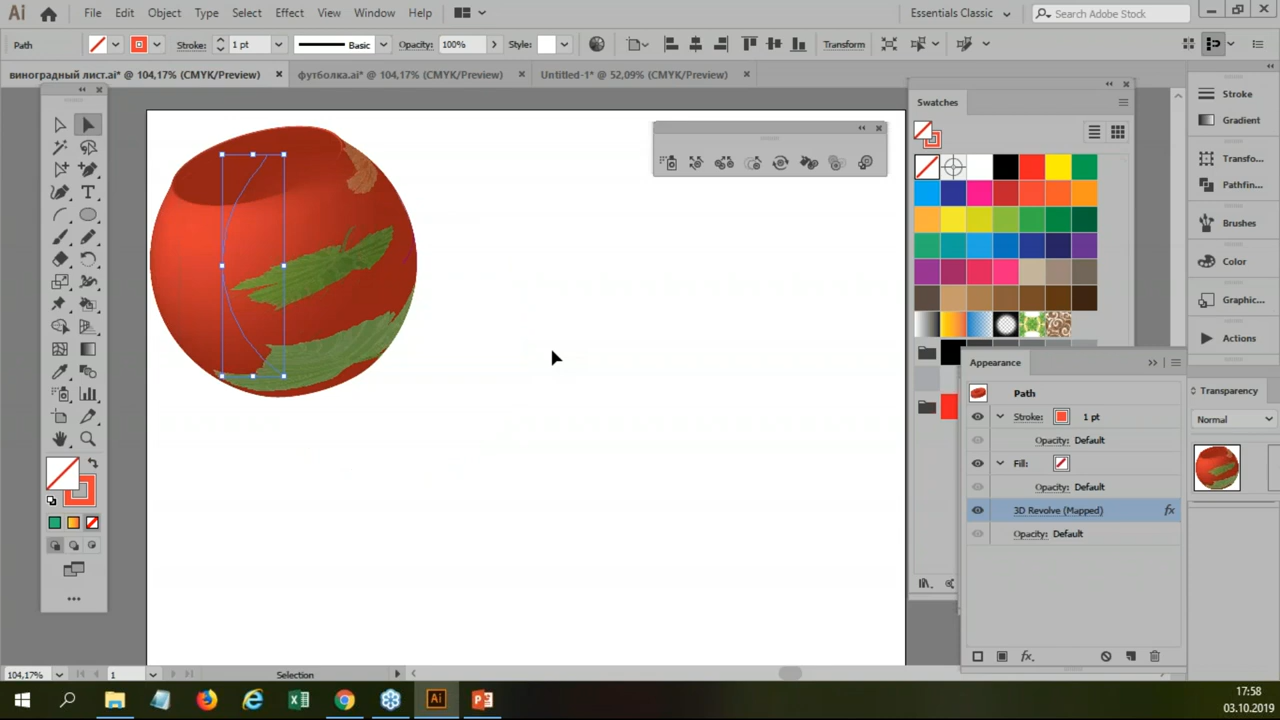 Ai File Edit Object Type Select Effect View Window Help Essentials Classic Search Adobe Stock
Path Stroke: 1 pt Basic Opacity: 100% Style: Transform
виноградный лист.ai* @ 104,17% (CMYK/Preview) футболка.ai* @ 104,17% (CMYK/Preview) Untitled-1* @ 52,09% (CMYK/Preview)
Swatches
Stroke
Gradient
Transfo...
Pathfin...
Brushes
Color
Graphic...
Actions
Appearance
Path
Stroke: 1 pt
Opacity: Default
Fill:
Opacity: Default
3D Revolve (Mapped) fx
Opacity: Default
fx.
Transparency
Normal
104,17% 1 Selection
Ai
17:58
03.10.2019